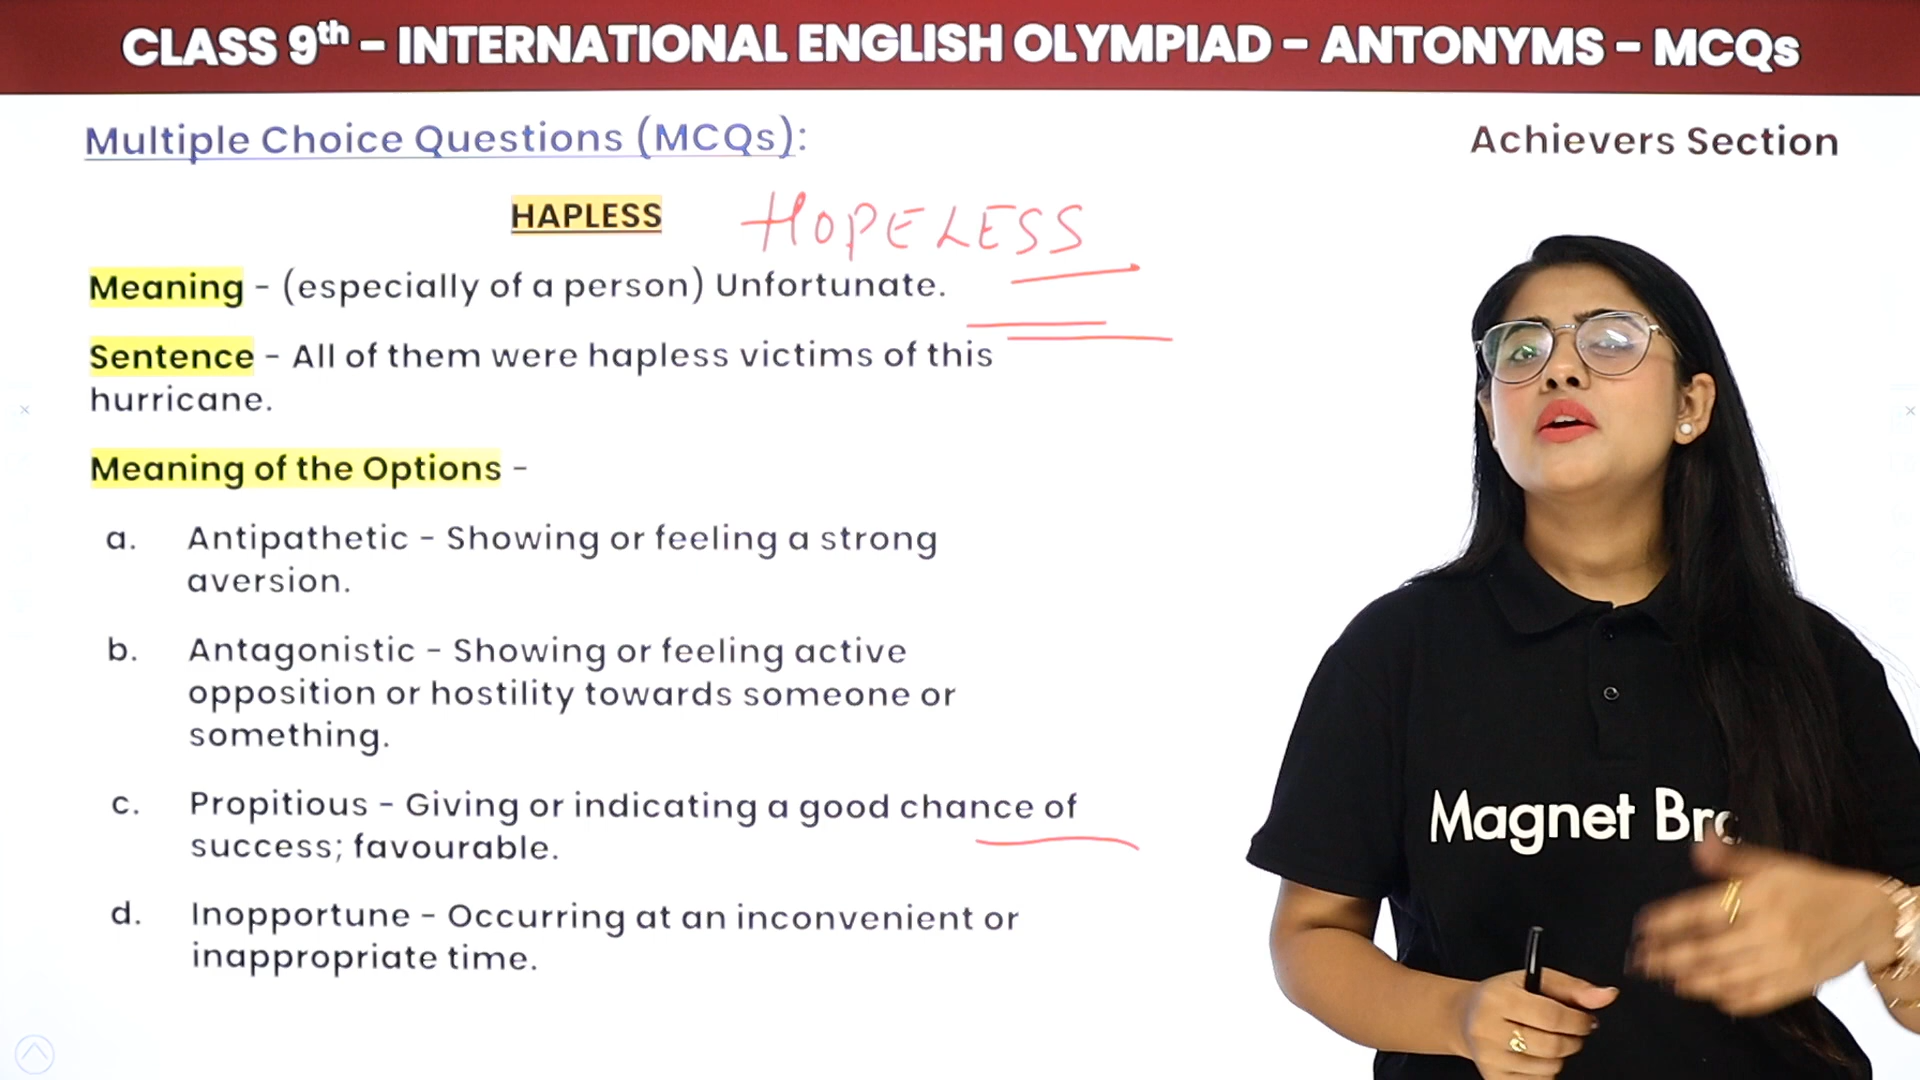 CLASS 9th – INTERNATIONAL ENGLISH OLYMPIAD – ANTONYMS – MCQs
Multiple Choice Questions (MCQs):
Achievers Section
HAPLESS HOPELESS
Meaning - (especially of a person) Unfortunate.
Sentence - All of them were hapless victims of this
hurricane.
Meaning of the Options -
a. Antipathetic - Showing or feeling a strong
aversion.
b. Antagonistic - Showing or feeling active
opposition or hostility towards someone or
something.
c. Propitious - Giving or indicating a good chance of
success; favourable.
d. Inopportune - Occurring at an inconvenient or
inappropriate time.
Magnet Bro